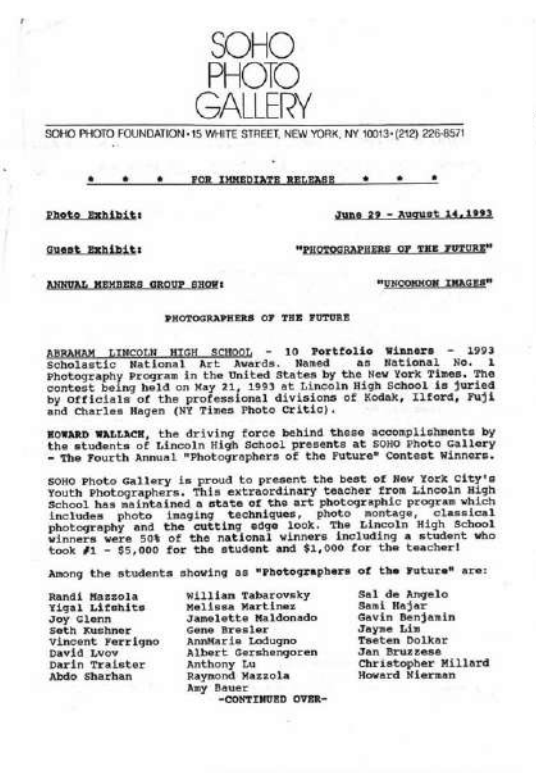 SOHO
PHOTO
GALLERY
SOHO PHOTO FOUNDATION•15 WHITE STREET, NEW YORK, NY 10013•(212) 226-8571
* * * FOR IMMEDIATE RELEASE * * *
Photo Exhibit: June 29 - August 14,1993
Guest Exhibit: "PHOTOGRAPHERS OF THE FUTURE"
ANNUAL MEMBERS GROUP SHOW: "UNCOMMON IMAGES"
PHOTOGRAPHERS OF THE FUTURE
ABRAHAM LINCOLN HIGH SCHOOL - 10 Portfolio Winners - 1993
Scholastic National Art Awards. Named as National No. 1
Photography Program in the United States by the New York Times. The
contest being held on May 21, 1993 at Lincoln High School is juried
by Officials of the professional divisions of Kodak, Ilford, Fuji
and Charles Hagen (NY Times Photo Critic).
HOWARD WALLACH, the driving force behind these accomplishments by
the students of Lincoln High School presents at SOHO Photo Gallery
- The Fourth Annual "Photographers of the Future" Contest Winners.
SOHO Photo Gallery is proud to present the best of New York City's
Youth Photographers. This extraordinary teacher from Lincoln High
School has maintained a state of the art photographic program which
includes photo imaging techniques, photo montage, classical
photography and the cutting edge look. The Lincoln High School
winners were 50% of the national winners including a student who
took #1 - $5,000 for the student and $1,000 for the teacher!
Among the students showing as "Photographers of the Future" are:
Randi Mazzola William Tabarovsky Sal de Angelo
Yigal Lifshits Melissa Martinez Sami Hajar
Joy Glenn Jamelette Maldonado Gavin Benjamin
Seth Kushner Gene Bresler Jayme Lim
Vincent Ferrigno AnnMarie Lodugno Tseten Dolkar
David Lvov Albert Gershengoren Jan Bruzzese
Darin Traister Anthony Lu Christopher Millard
Abdo Sharhan Raymond Mazzola Howard Nierman
Amy Bauer
-CONTINUED OVER-